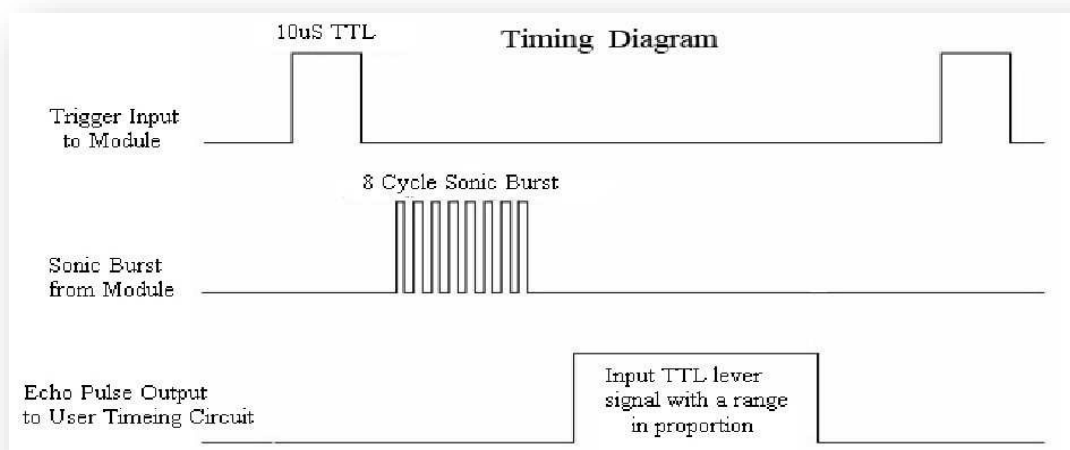 10uS TTL
Timing Diagram
Trigger Input
to Module
8 Cycle Sonic Burst
Sonic Burst
from Module
Echo Pulse Output
to User Timeing Circuit
Input TTL lever
signal with a range
in proportion